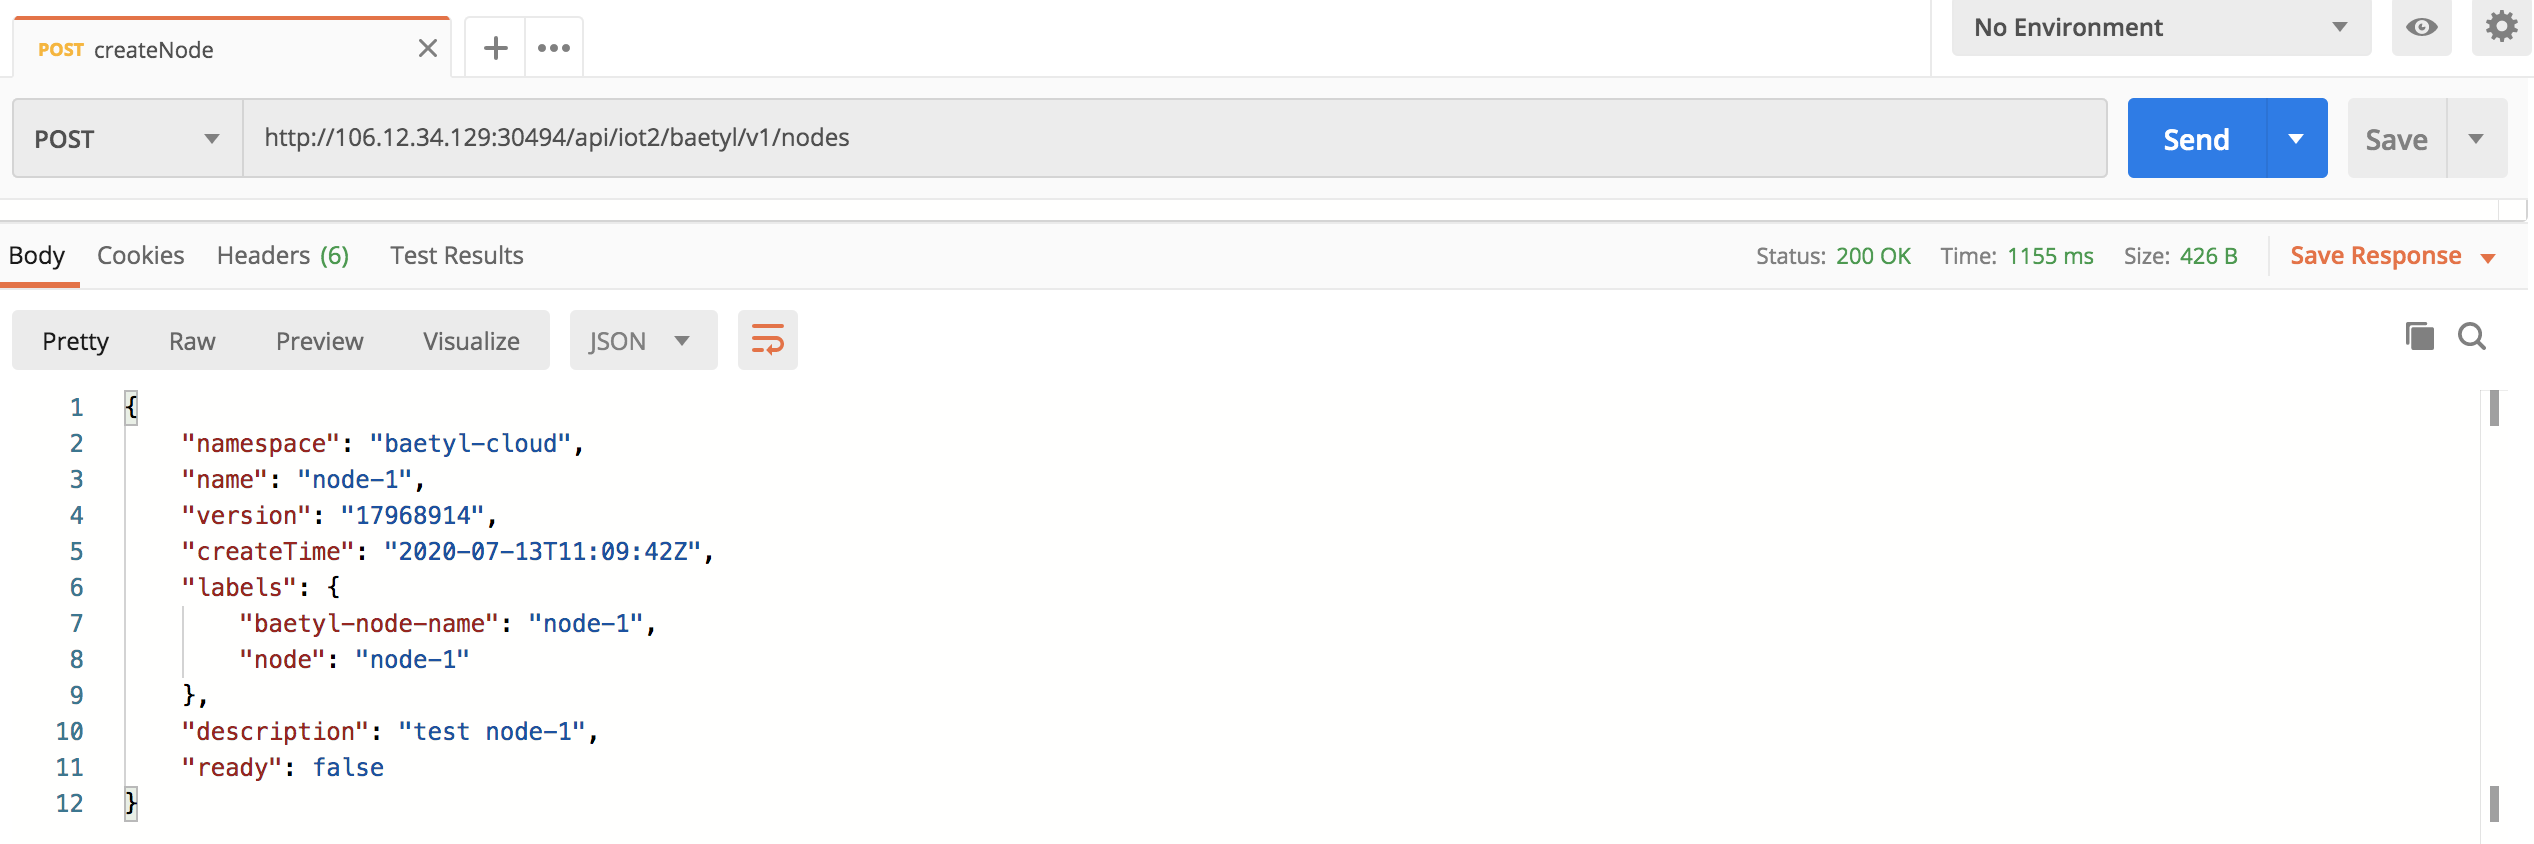 POST createNode
No Environment
POST http://106.12.34.129:30494/api/iot2/baetyl/v1/nodes Send Save
Body Cookies Headers (6) Test Results Status: 200 OK Time: 1155 ms Size: 426 B Save Response
Pretty Raw Preview Visualize JSON
1 {
2 "namespace": "baetyl-cloud",
3 "name": "node-1",
4 "version": "17968914",
5 "createTime": "2020-07-13T11:09:42Z",
6 "labels": {
7 "baetyl-node-name": "node-1",
8 "node": "node-1"
9 },
10 "description": "test node-1",
11 "ready": false
12 }